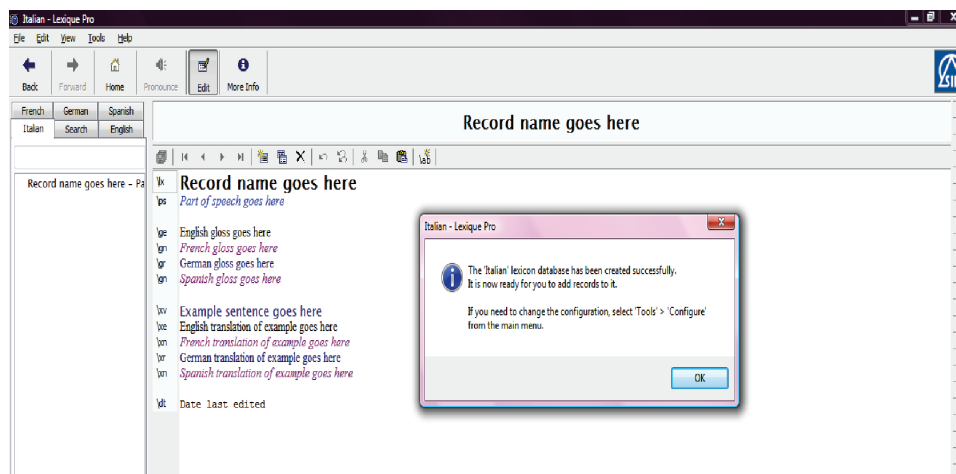 Italian - Lexique Pro
File Edit View Tools Help
Back Forward Home Pronounce Edit More Info
SIL
French German Spanish
Italian Search English
Record name goes here
Record name goes here - Pa
\lx Record name goes here
\ps Part of speech goes here
\ge English gloss goes here
\gn French gloss goes here
\gr German gloss goes here
\gn Spanish gloss goes here
\xv Example sentence goes here
\xe English translation of example goes here
\xn French translation of example goes here
\xr German translation of example goes here
\xn Spanish translation of example goes here
\dt Date last edited
Italian - Lexique Pro
The 'Italian' lexicon database has been created successfully.
It is now ready for you to add records to it.
If you need to change the configuration, select 'Tools' > 'Configure'
from the main menu.
OK